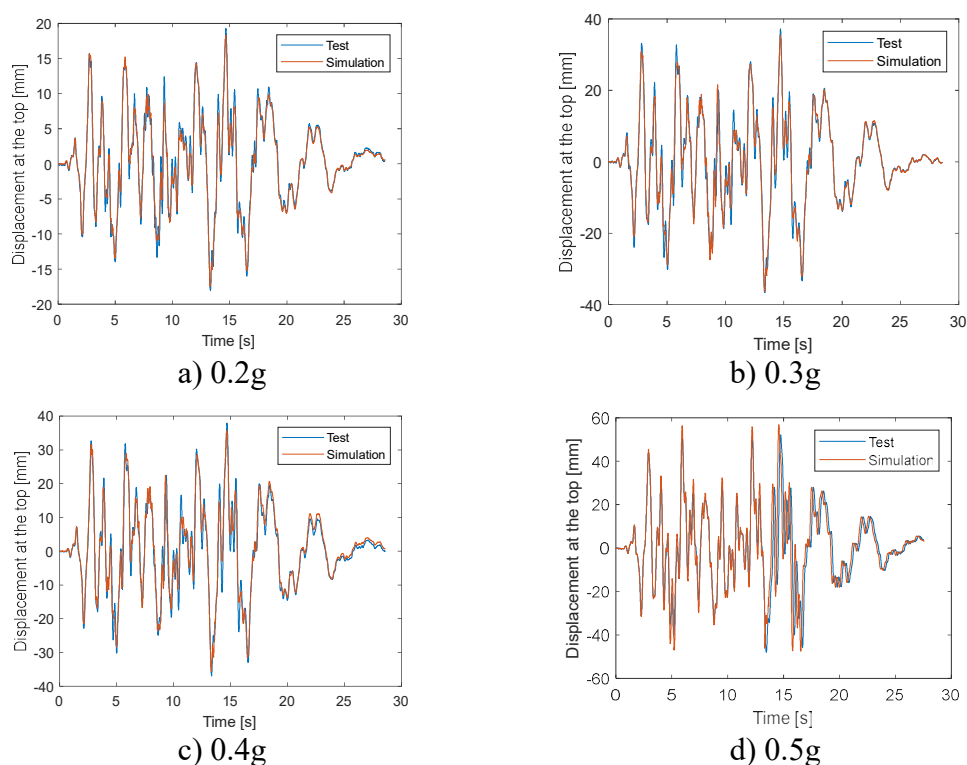 Displacement at the top [mm]
20
15
10
5
0
-5
-10
-15
-20
Test
Simulation
0 5 10 15 20 25 30
Time [s]
a) 0.2g
Displacement at the top [mm]
40
20
0
-20
-40
Test
Simulation
0 5 10 15 20 25 30
Time [s]
b) 0.3g
Displacement at the top [mm]
40
30
20
10
0
-10
-20
-30
-40
Test
Simulation
0 5 10 15 20 25 30
Time [s]
c) 0.4g
Displacement at the top [mm]
60
40
20
0
-20
-40
-60
Test
Simulation
0 5 10 15 20 25 30
Time [s]
d) 0.5g